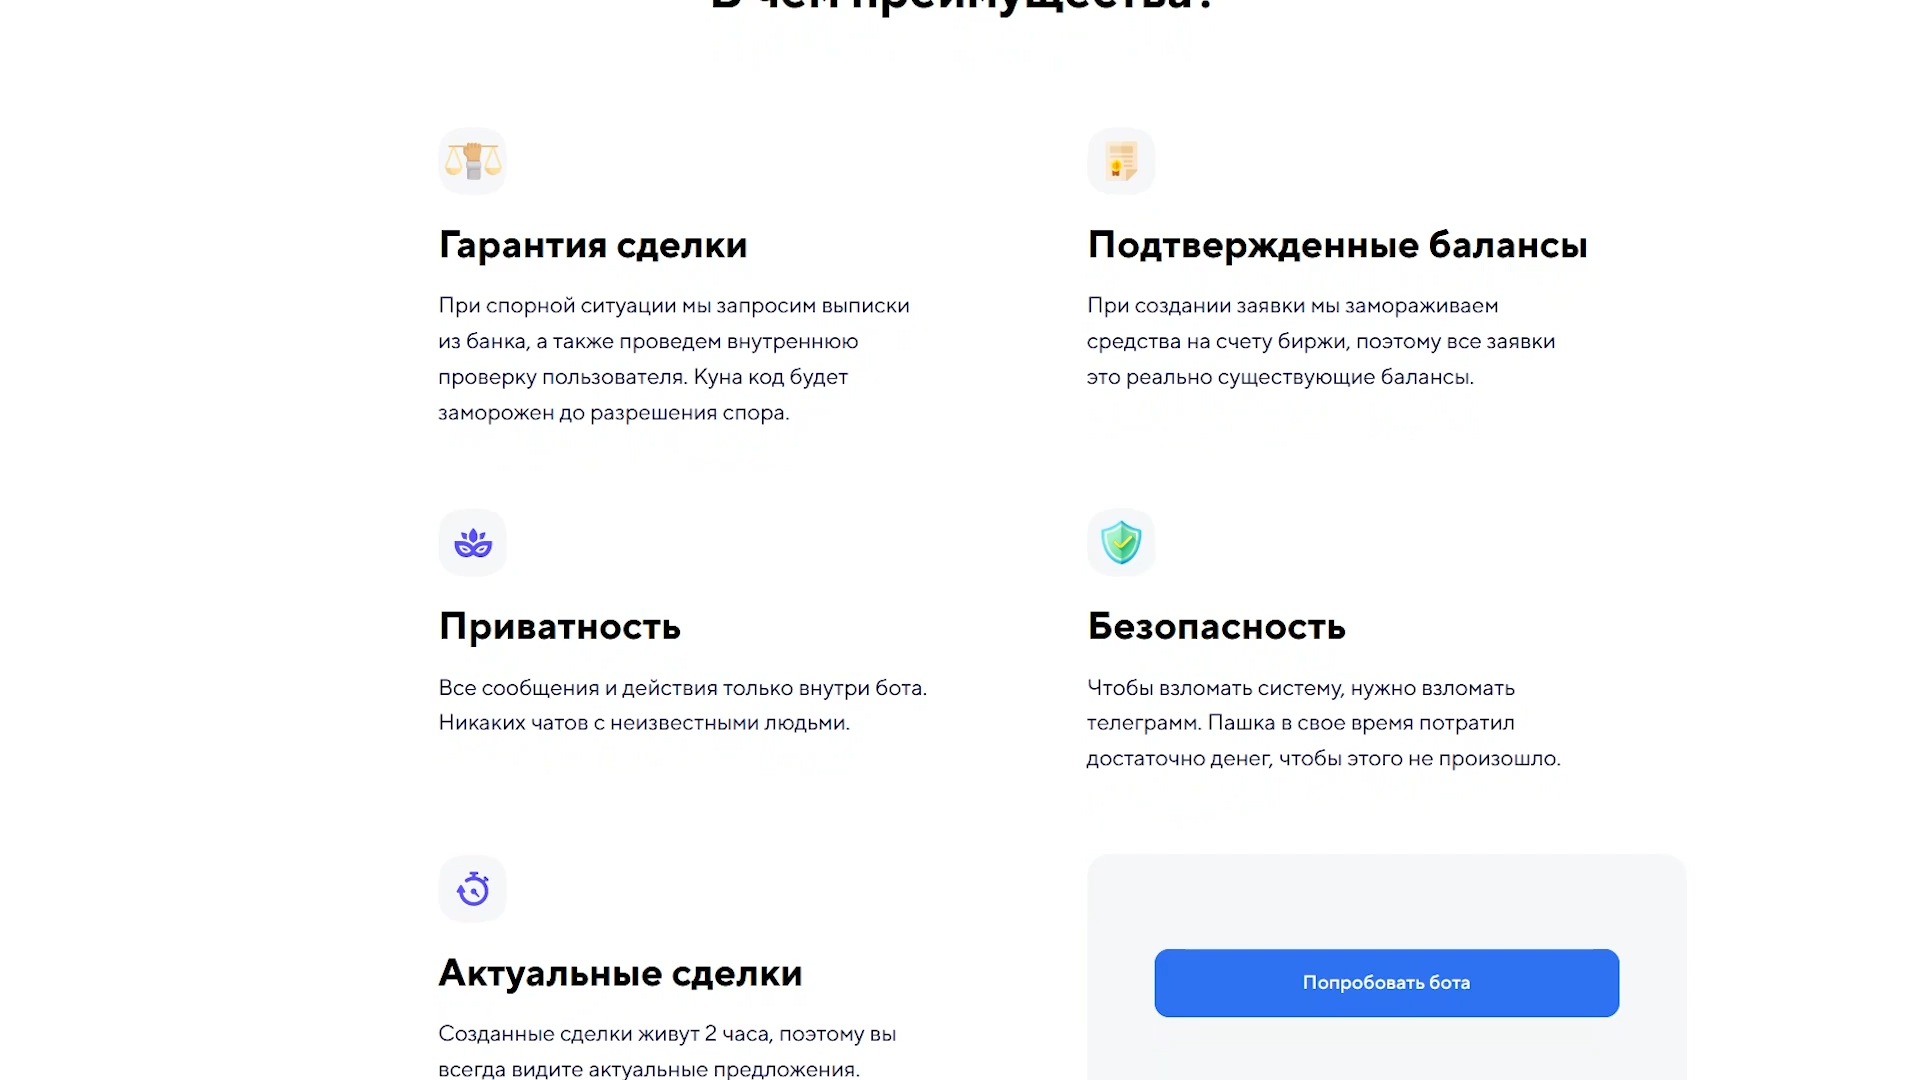 В чем преимущества?
Гарантия сделки
При спорной ситуации мы запросим выписки
из банка, а также проведем внутреннюю
проверку пользователя. Куна код будет
заморожен до разрешения спора.
Подтвержденные балансы
При создании заявки мы замораживаем
средства на счету биржи, поэтому все заявки
это реально существующие балансы.
Приватность
Все сообщения и действия только внутри бота.
Никаких чатов с неизвестными людьми.
Безопасность
Чтобы взломать систему, нужно взломать
телеграмм. Пашка в свое время потратил
достаточно денег, чтобы этого не произошло.
Актуальные сделки
Созданные сделки живут 2 часа, поэтому вы
всегда видите актуальные предложения.
Попробовать бота